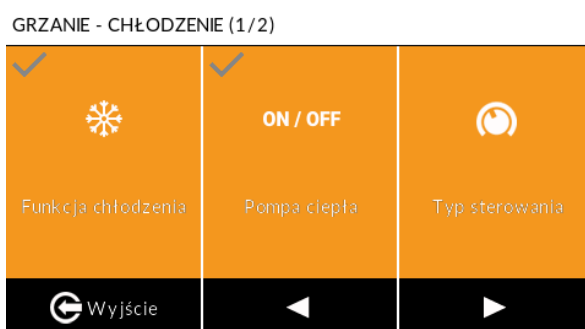 GRZANIE - CHŁODZENIE (1/2)
ON / OFF
Funkcja chłodzenia
Pompa ciepła
Typ sterowania
Wyjście